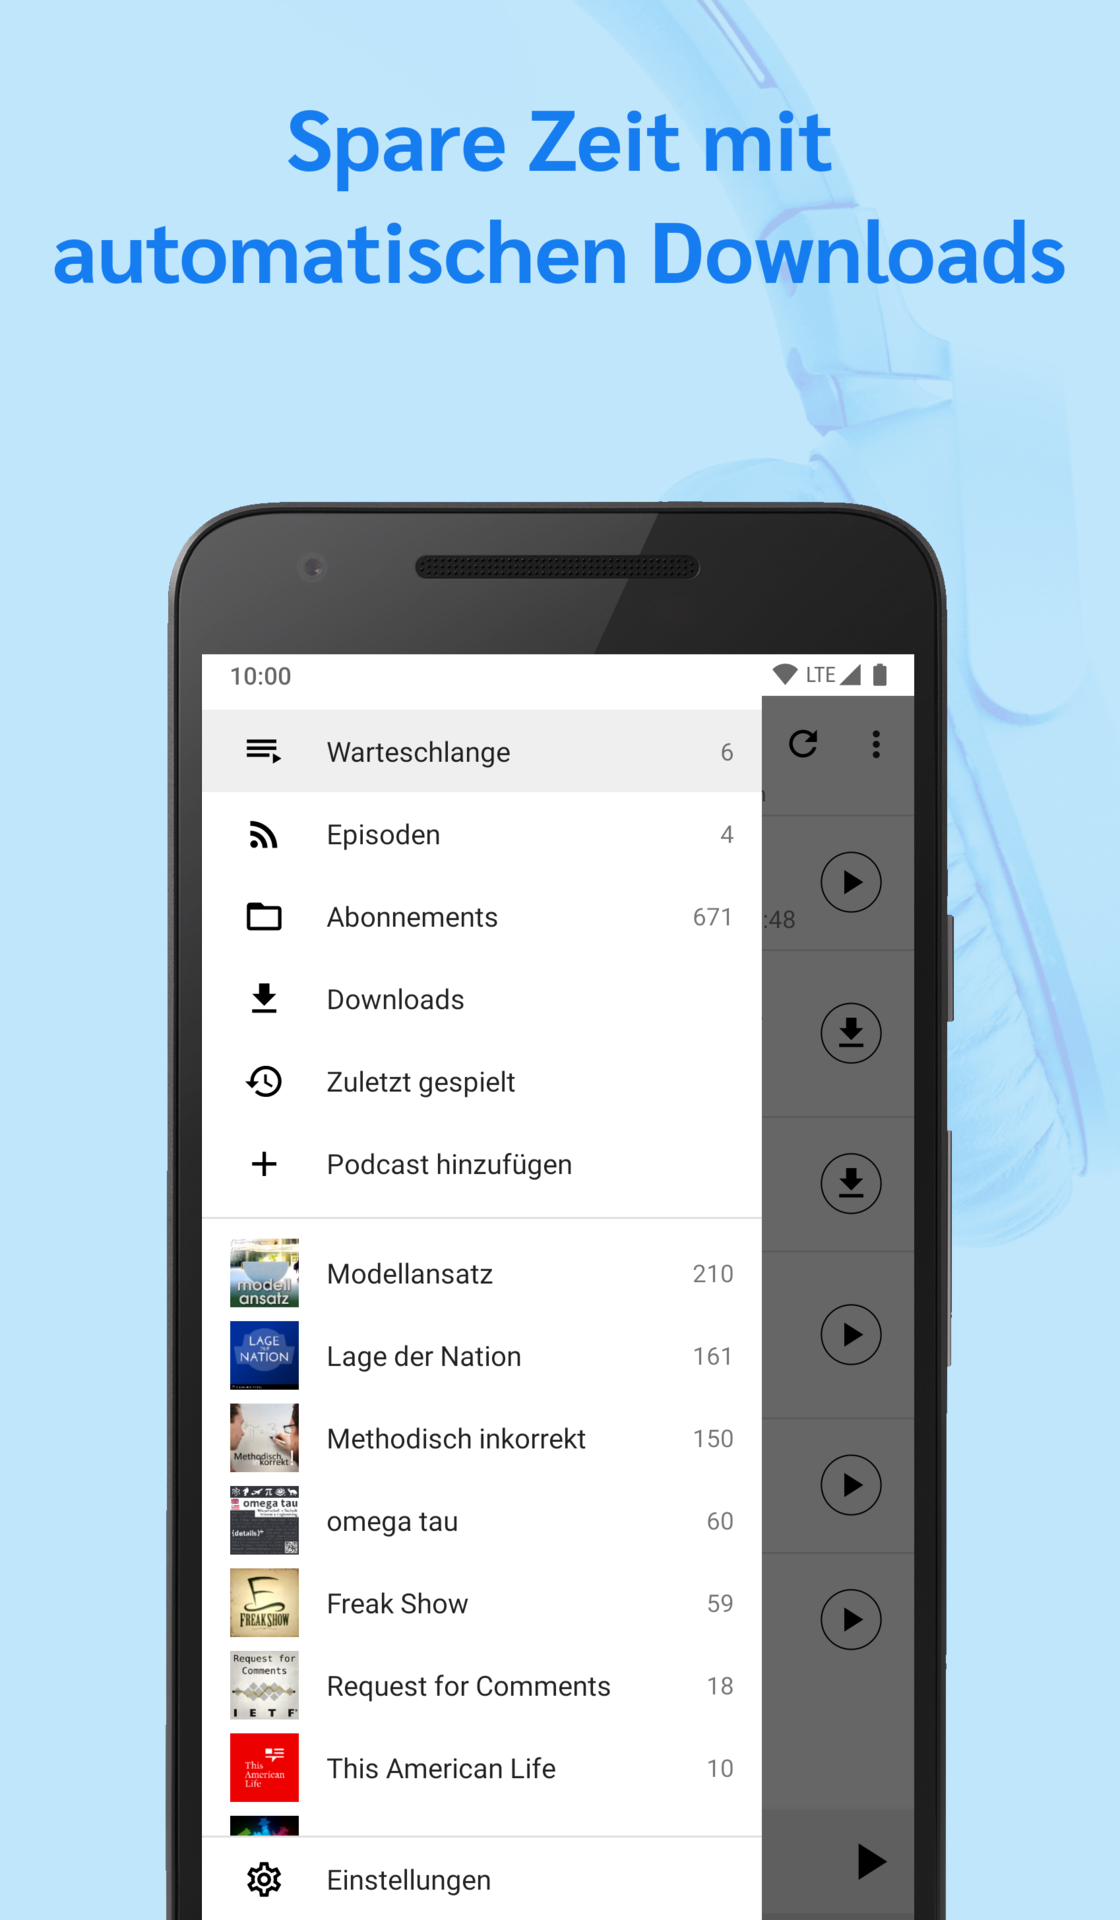 Spare Zeit mit
automatischen Downloads
10:00
LTE
Warteschlange 6
Episoden 4
:48
Abonnements 671
Downloads
Zuletzt gespielt
Podcast hinzufügen
modell
ansatz
Modellansatz 210
LAGE
DER
NATION
Lage der Nation 161
Methodisch
korrekt!
Methodisch inkorrekt 150
omega tau
{details}*
omega tau 60
FREAK SHOW
Freak Show 59
Request for
Comments
I E T F
Request for Comments 18
This
American
Life
This American Life 10
Einstellungen